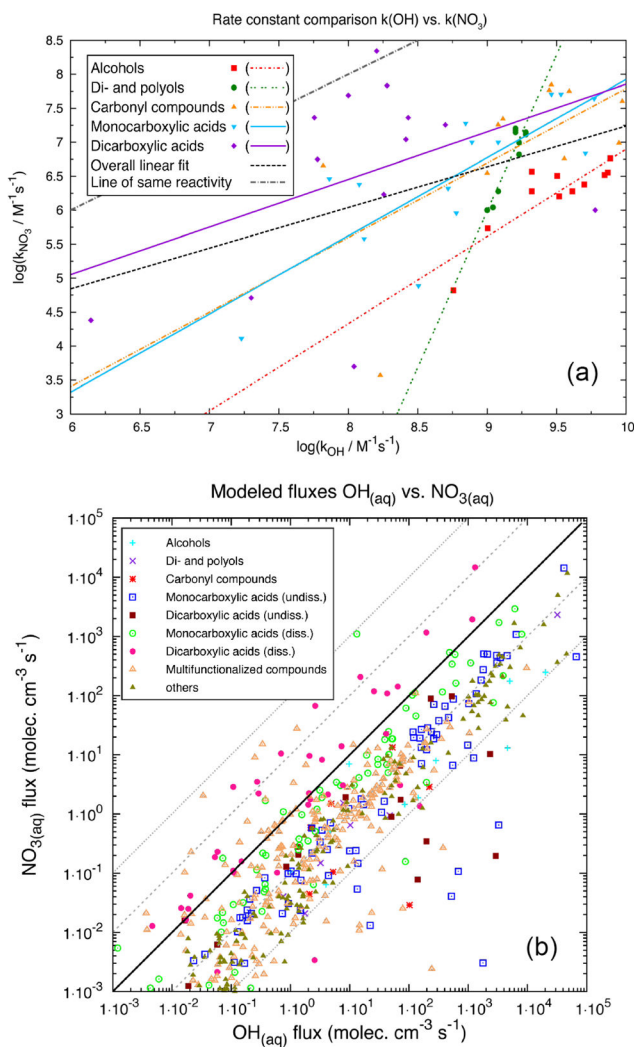 Rate constant comparison k(OH) vs. k(NO3)
8.5
8
7.5
7
6.5
6
5.5
5
4.5
4
3.5
3
log(kNO3 / M-1s-1)
Alcohols ( )
Di- and polyols ( )
Carbonyl compounds ( )
Monocarboxylic acids ( )
Dicarboxylic acids ( )
Overall linear fit
Line of same reactivity
(a)
6 6.5 7 7.5 8 8.5 9 9.5 10
log(kOH / M-1s-1)
Modeled fluxes OH(aq) vs. NO3(aq)
1·10^5
1·10^4
1·10^3
1·10^2
1·10^1
1·10^0
1·10^-1
1·10^-2
1·10^-3
NO3(aq) flux (molec. cm-3 s-1)
Alcohols
Di- and polyols
Carbonyl compounds
Monocarboxylic acids (undiss.)
Dicarboxylic acids (undiss.)
Monocarboxylic acids (diss.)
Dicarboxylic acids (diss.)
Multifunctionalized compounds
others
(b)
1·10^-3 1·10^-2 1·10^-1 1·10^0 1·10^1 1·10^2 1·10^3 1·10^4 1·10^5
OH(aq) flux (molec. cm-3 s-1)